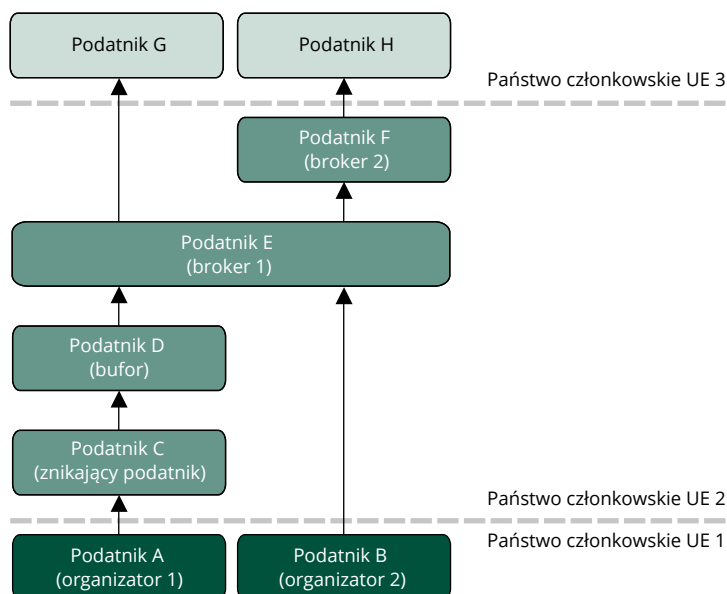 Podatnik G
Podatnik H
Państwo członkowskie UE 3
Podatnik F
(broker 2)
Podatnik E
(broker 1)
Podatnik D
(bufor)
Podatnik C
(znikający podatnik)
Państwo członkowskie UE 2
Państwo członkowskie UE 1
Podatnik A
(organizator 1)
Podatnik B
(organizator 2)